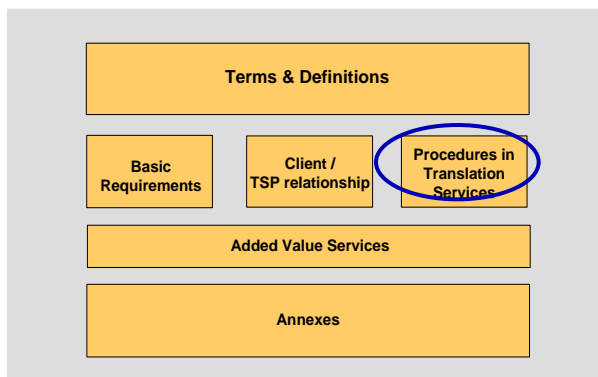 Terms & Definitions
Basic
Requirements
Client /
TSP relationship
Procedures in
Translation
Services
Added Value Services
Annexes